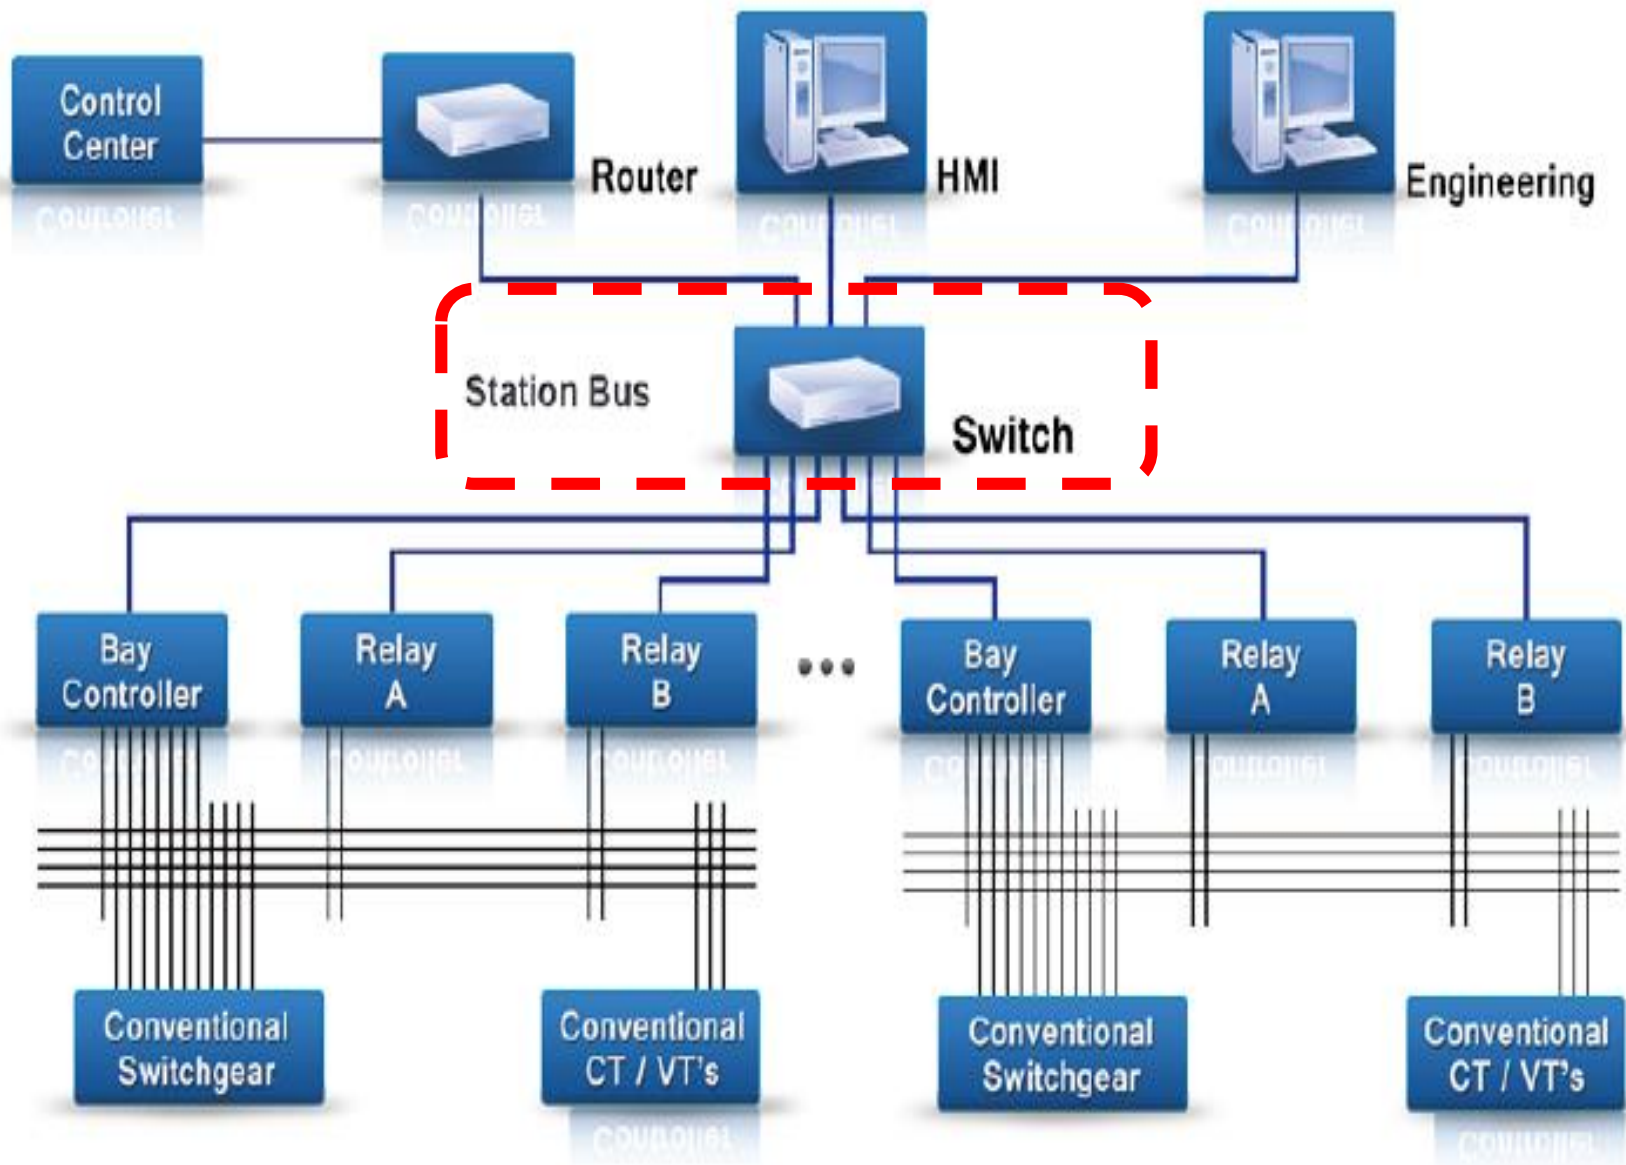 Control
Center
Router
HMI
Engineering
Station Bus
Switch
Bay
Controller
Relay
A
Relay
B
Bay
Controller
Relay
A
Relay
B
Conventional
Switchgear
Conventional
CT / VT's
Conventional
Switchgear
Conventional
CT / VT's